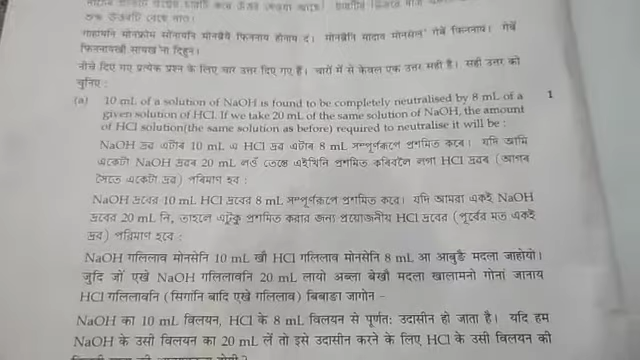 शुद्ध
फिननायखौ सायख'ना दिहुन।
नीचे दिए गए प्रत्येक प्रश्न के लिए चार उत्तर दिए गए हैं। चारों में से केवल एक उत्तर सही है। सही उत्तर को
चुनिए :
(a) 10 mL of a solution of NaOH is found to be completely neutralised by 8 mL of a 1
given solution of HCl. If we take 20 mL of the same solution of NaOH, the amount
of HCl solution(the same solution as before) required to neutralise it will be :
NaOH দ্ৰৱ এটাৰ 10 mL এ HCl দ্ৰৱ এটাৰ 8 mL সম্পূৰ্ণৰূপে প্ৰশমিত কৰে। যদি আমি
একেটা NaOH দ্ৰৱৰ 20 mL লওঁ তেন্তে এইখিনি প্ৰশমিত কৰিবলৈ লগা HCl দ্ৰৱৰ (আগৰ
সৈতে একেটা দ্ৰৱ) পৰিমাণ হ'ব :
NaOH দ্রবের 10 mL HCl দ্রবের 8 mL সম্পূর্ণরূপে প্রশমিত করে। যদি আমরা একই NaOH
দ্রবের 20 mL নি, তাহলে এটুকু প্রশমিত করার জন্য প্রয়োজনীয় HCl দ্রবের (পূর্বের মত একই
দ্রব) পরিমাণ হবে :
NaOH गलिलाव मोनसेनि 10 mL खौ HCl गलिलाव मोनसेनि 8 mL आ आबुङै मदला जाहोयो।
जुदि जों एखे NaOH गलिलावनि 20 mL लायो अब्ला बेखौ मदला खालामनो गोनां जानाय
HCl गलिलावनि (सिगाँनि बादि एखे गलिलाव) बिबाङा जागोन –
NaOH का 10 mL विलयन, HCl के 8 mL विलयन से पूर्णतः उदासीन हो जाता है। यदि हम
NaOH के उसी विलयन का 20 mL लें तो इसे उदासीन करने के लिए HCl के उसी विलयन की